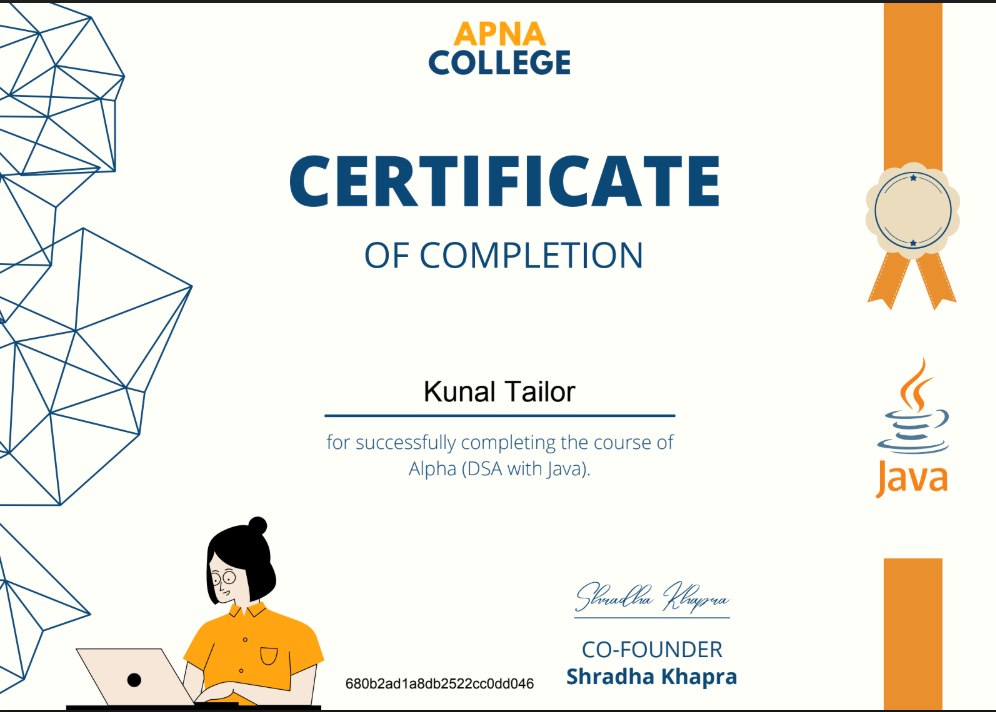 APNA
COLLEGE
CERTIFICATE
OF COMPLETION
Kunal Tailor
for successfully completing the course of
Alpha (DSA with Java).
Java
Shradha Khapra
CO-FOUNDER
Shradha Khapra
680b2ad1a8db2522cc0dd046